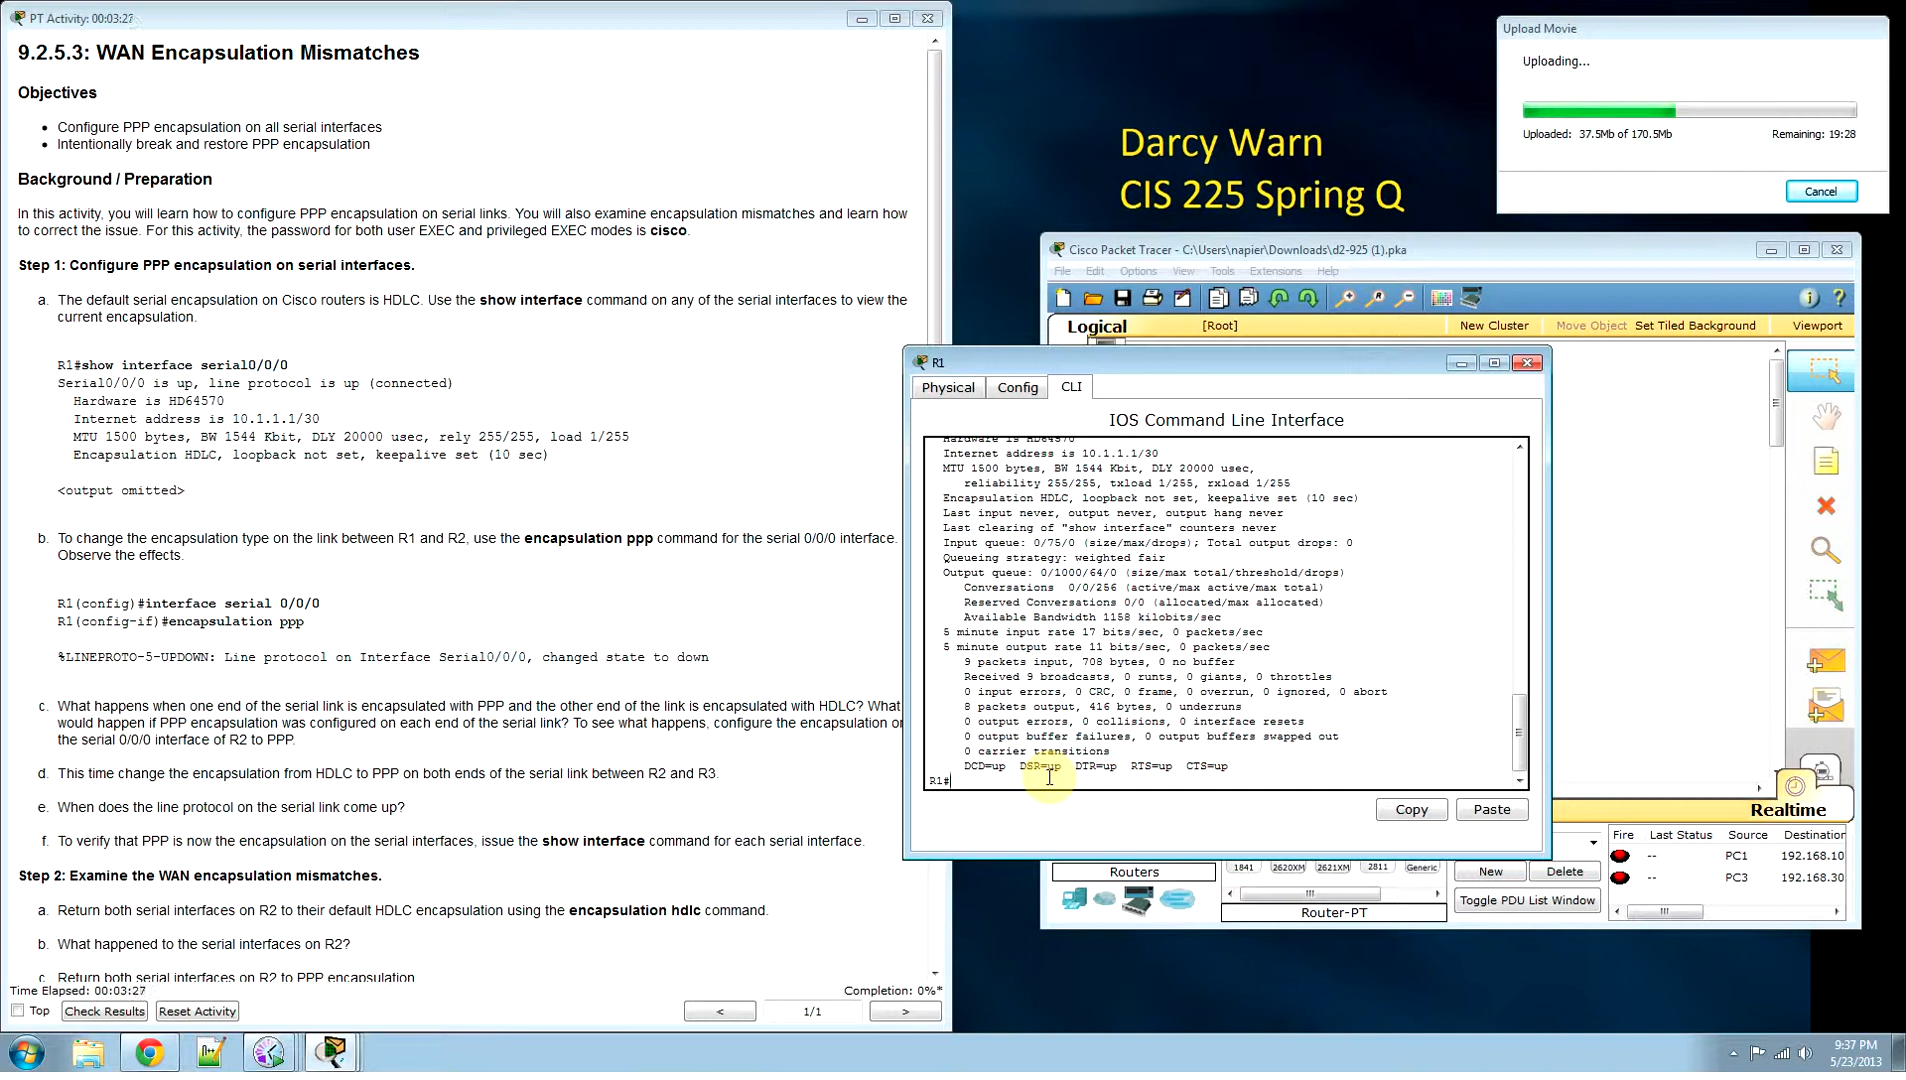 PT Activity: 00:03:27
9.2.5.3: WAN Encapsulation Mismatches
Objectives
Configure PPP encapsulation on all serial interfaces
Intentionally break and restore PPP encapsulation
Background / Preparation
In this activity, you will learn how to configure PPP encapsulation on serial links. You will also examine encapsulation mismatches and learn how
to correct the issue. For this activity, the password for both user EXEC and privileged EXEC modes is cisco.
Step 1: Configure PPP encapsulation on serial interfaces.
a. The default serial encapsulation on Cisco routers is HDLC. Use the show interface command on any of the serial interfaces to view the
current encapsulation.
R1#show interface serial0/0/0
Serial0/0/0 is up, line protocol is up (connected)
Hardware is HD64570
Internet address is 10.1.1.1/30
MTU 1500 bytes, BW 1544 Kbit, DLY 20000 usec, rely 255/255, load 1/255
Encapsulation HDLC, loopback not set, keepalive set (10 sec)
<output omitted>
b. To change the encapsulation type on the link between R1 and R2, use the encapsulation ppp command for the serial 0/0/0 interface.
Observe the effects.
R1(config)#interface serial 0/0/0
R1(config-if)#encapsulation ppp
%LINEPROTO-5-UPDOWN: Line protocol on Interface Serial0/0/0, changed state to down
c. What happens when one end of the serial link is encapsulated with PPP and the other end of the link is encapsulated with HDLC? What
would happen if PPP encapsulation was configured on each end of the serial link? To see what happens, configure the encapsulation on
the serial 0/0/0 interface of R2 to PPP.
d. This time change the encapsulation from HDLC to PPP on both ends of the serial link between R2 and R3.
e. When does the line protocol on the serial link come up?
f. To verify that PPP is now the encapsulation on the serial interfaces, issue the show interface command for each serial interface.
Step 2: Examine the WAN encapsulation mismatches.
a. Return both serial interfaces on R2 to their default HDLC encapsulation using the encapsulation hdlc command.
b. What happened to the serial interfaces on R2?
c. Return both serial interfaces on R2 to PPP encapsulation
Time Elapsed: 00:03:27
Completion: 0%*
Top
Check Results
Reset Activity
<
1/1
>
Darcy Warn
CIS 225 Spring Q
Upload Movie
Uploading...
Uploaded: 37.5Mb of 170.5Mb
Remaining: 19:28
Cancel
Cisco Packet Tracer - C:\Users\napier\Downloads\d2-925 (1).pka
File Edit Options View Tools Extensions Help
Logical [Root] New Cluster Move Object Set Tiled Background Viewport
R1
Physical Config CLI
IOS Command Line Interface
Hardware is HD64570
Internet address is 10.1.1.1/30
MTU 1500 bytes, BW 1544 Kbit, DLY 20000 usec,
reliability 255/255, txload 1/255, rxload 1/255
Encapsulation HDLC, loopback not set, keepalive set (10 sec)
Last input never, output never, output hang never
Last clearing of "show interface" counters never
Input queue: 0/75/0 (size/max/drops); Total output drops: 0
Queueing strategy: weighted fair
Output queue: 0/1000/64/0 (size/max total/threshold/drops)
Conversations 0/0/256 (active/max active/max total)
Reserved Conversations 0/0 (allocated/max allocated)
Available Bandwidth 1158 kilobits/sec
5 minute input rate 17 bits/sec, 0 packets/sec
5 minute output rate 11 bits/sec, 0 packets/sec
9 packets input, 708 bytes, 0 no buffer
Received 9 broadcasts, 0 runts, 0 giants, 0 throttles
0 input errors, 0 CRC, 0 frame, 0 overrun, 0 ignored, 0 abort
8 packets output, 416 bytes, 0 underruns
0 output errors, 0 collisions, 0 interface resets
0 output buffer failures, 0 output buffers swapped out
0 carrier transitions
DCD=up DSR=up DTR=up RTS=up CTS=up
R1#
Copy
Paste
Realtime
Fire Last Status Source Destination
-- PC1 192.168.10
-- PC3 192.168.30
1841 2620XM 2621XM 2811 Generic
Routers
Router-PT
New
Delete
Toggle PDU List Window
9:37 PM
5/23/2013